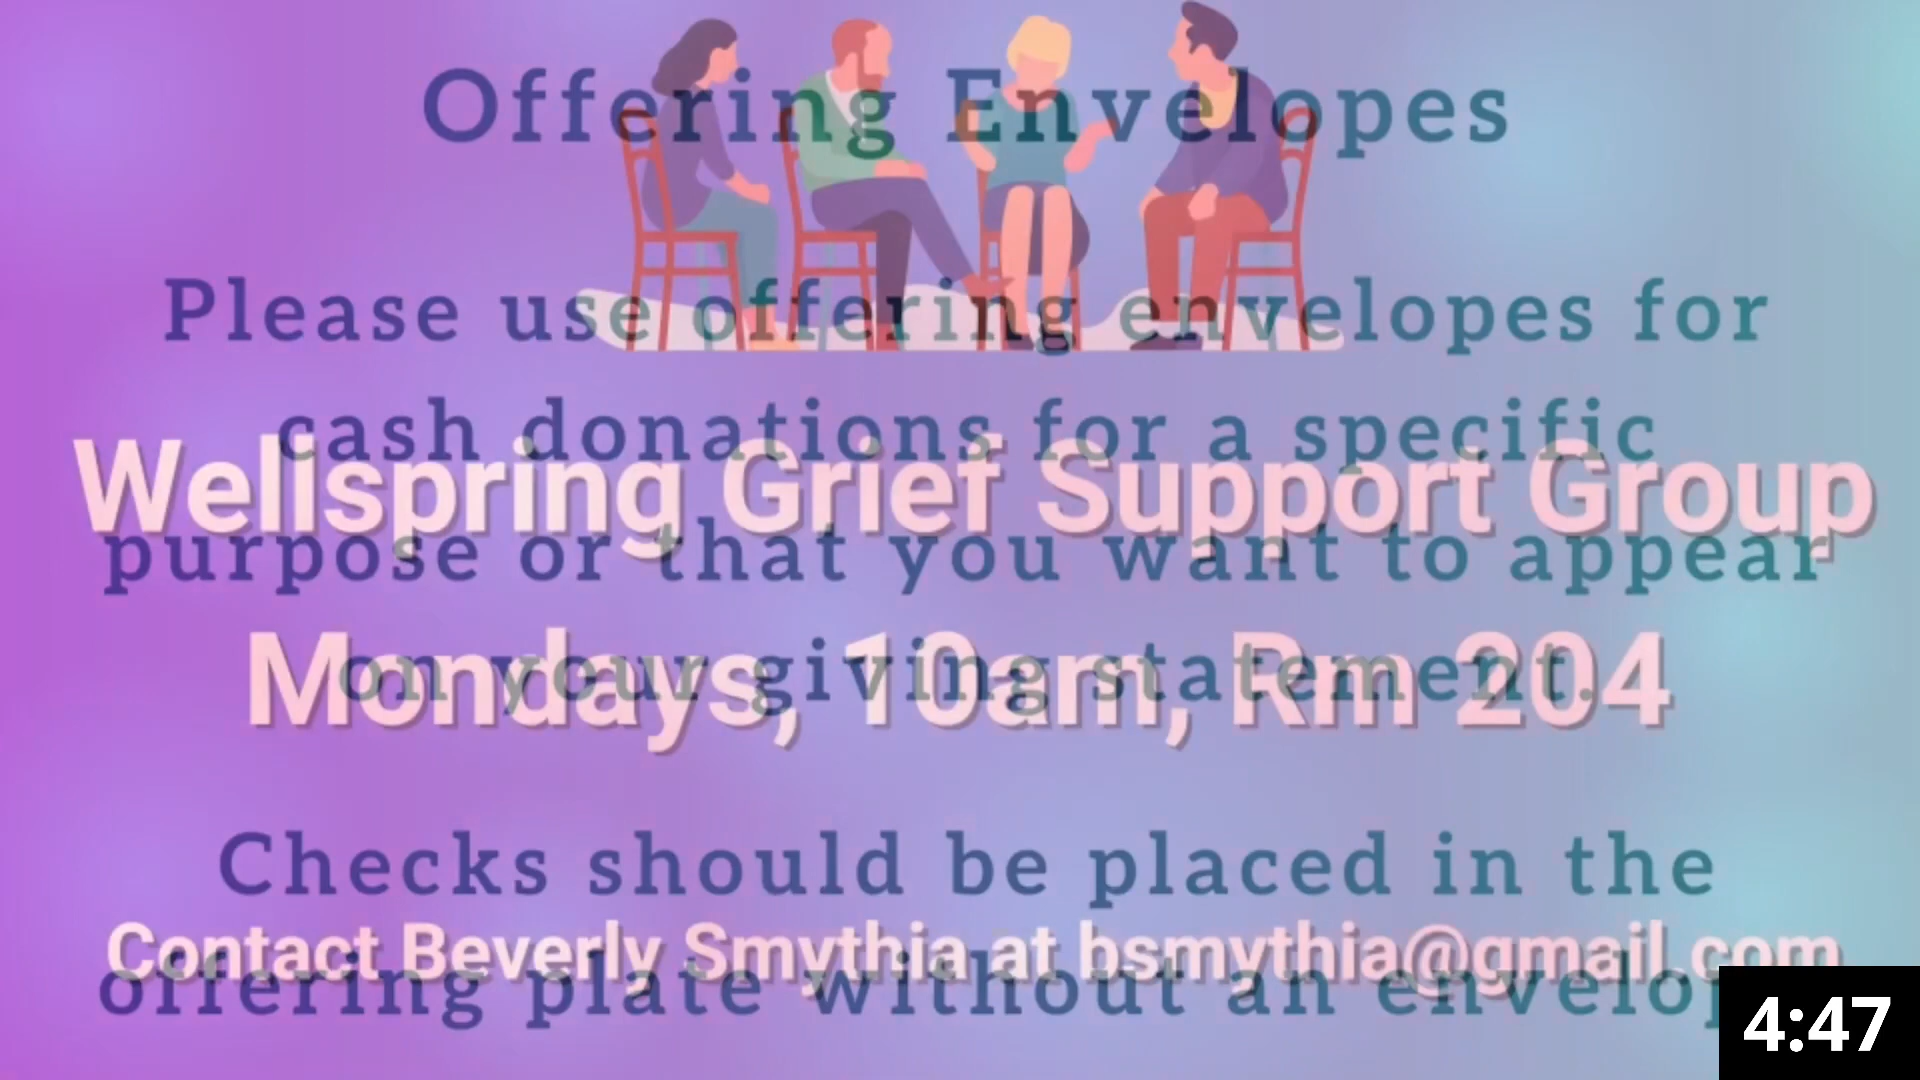 Offering Envelopes
Please use offering envelopes for
cash donations for a specific
purpose or that you want to appear
on your giving statement.
Checks should be placed in the
offering plate without an envelop
Wellspring Grief Support Group
Mondays, 10am, Rm 204
Contact Beverly Smythia at bsmythia@gmail.com
4:47